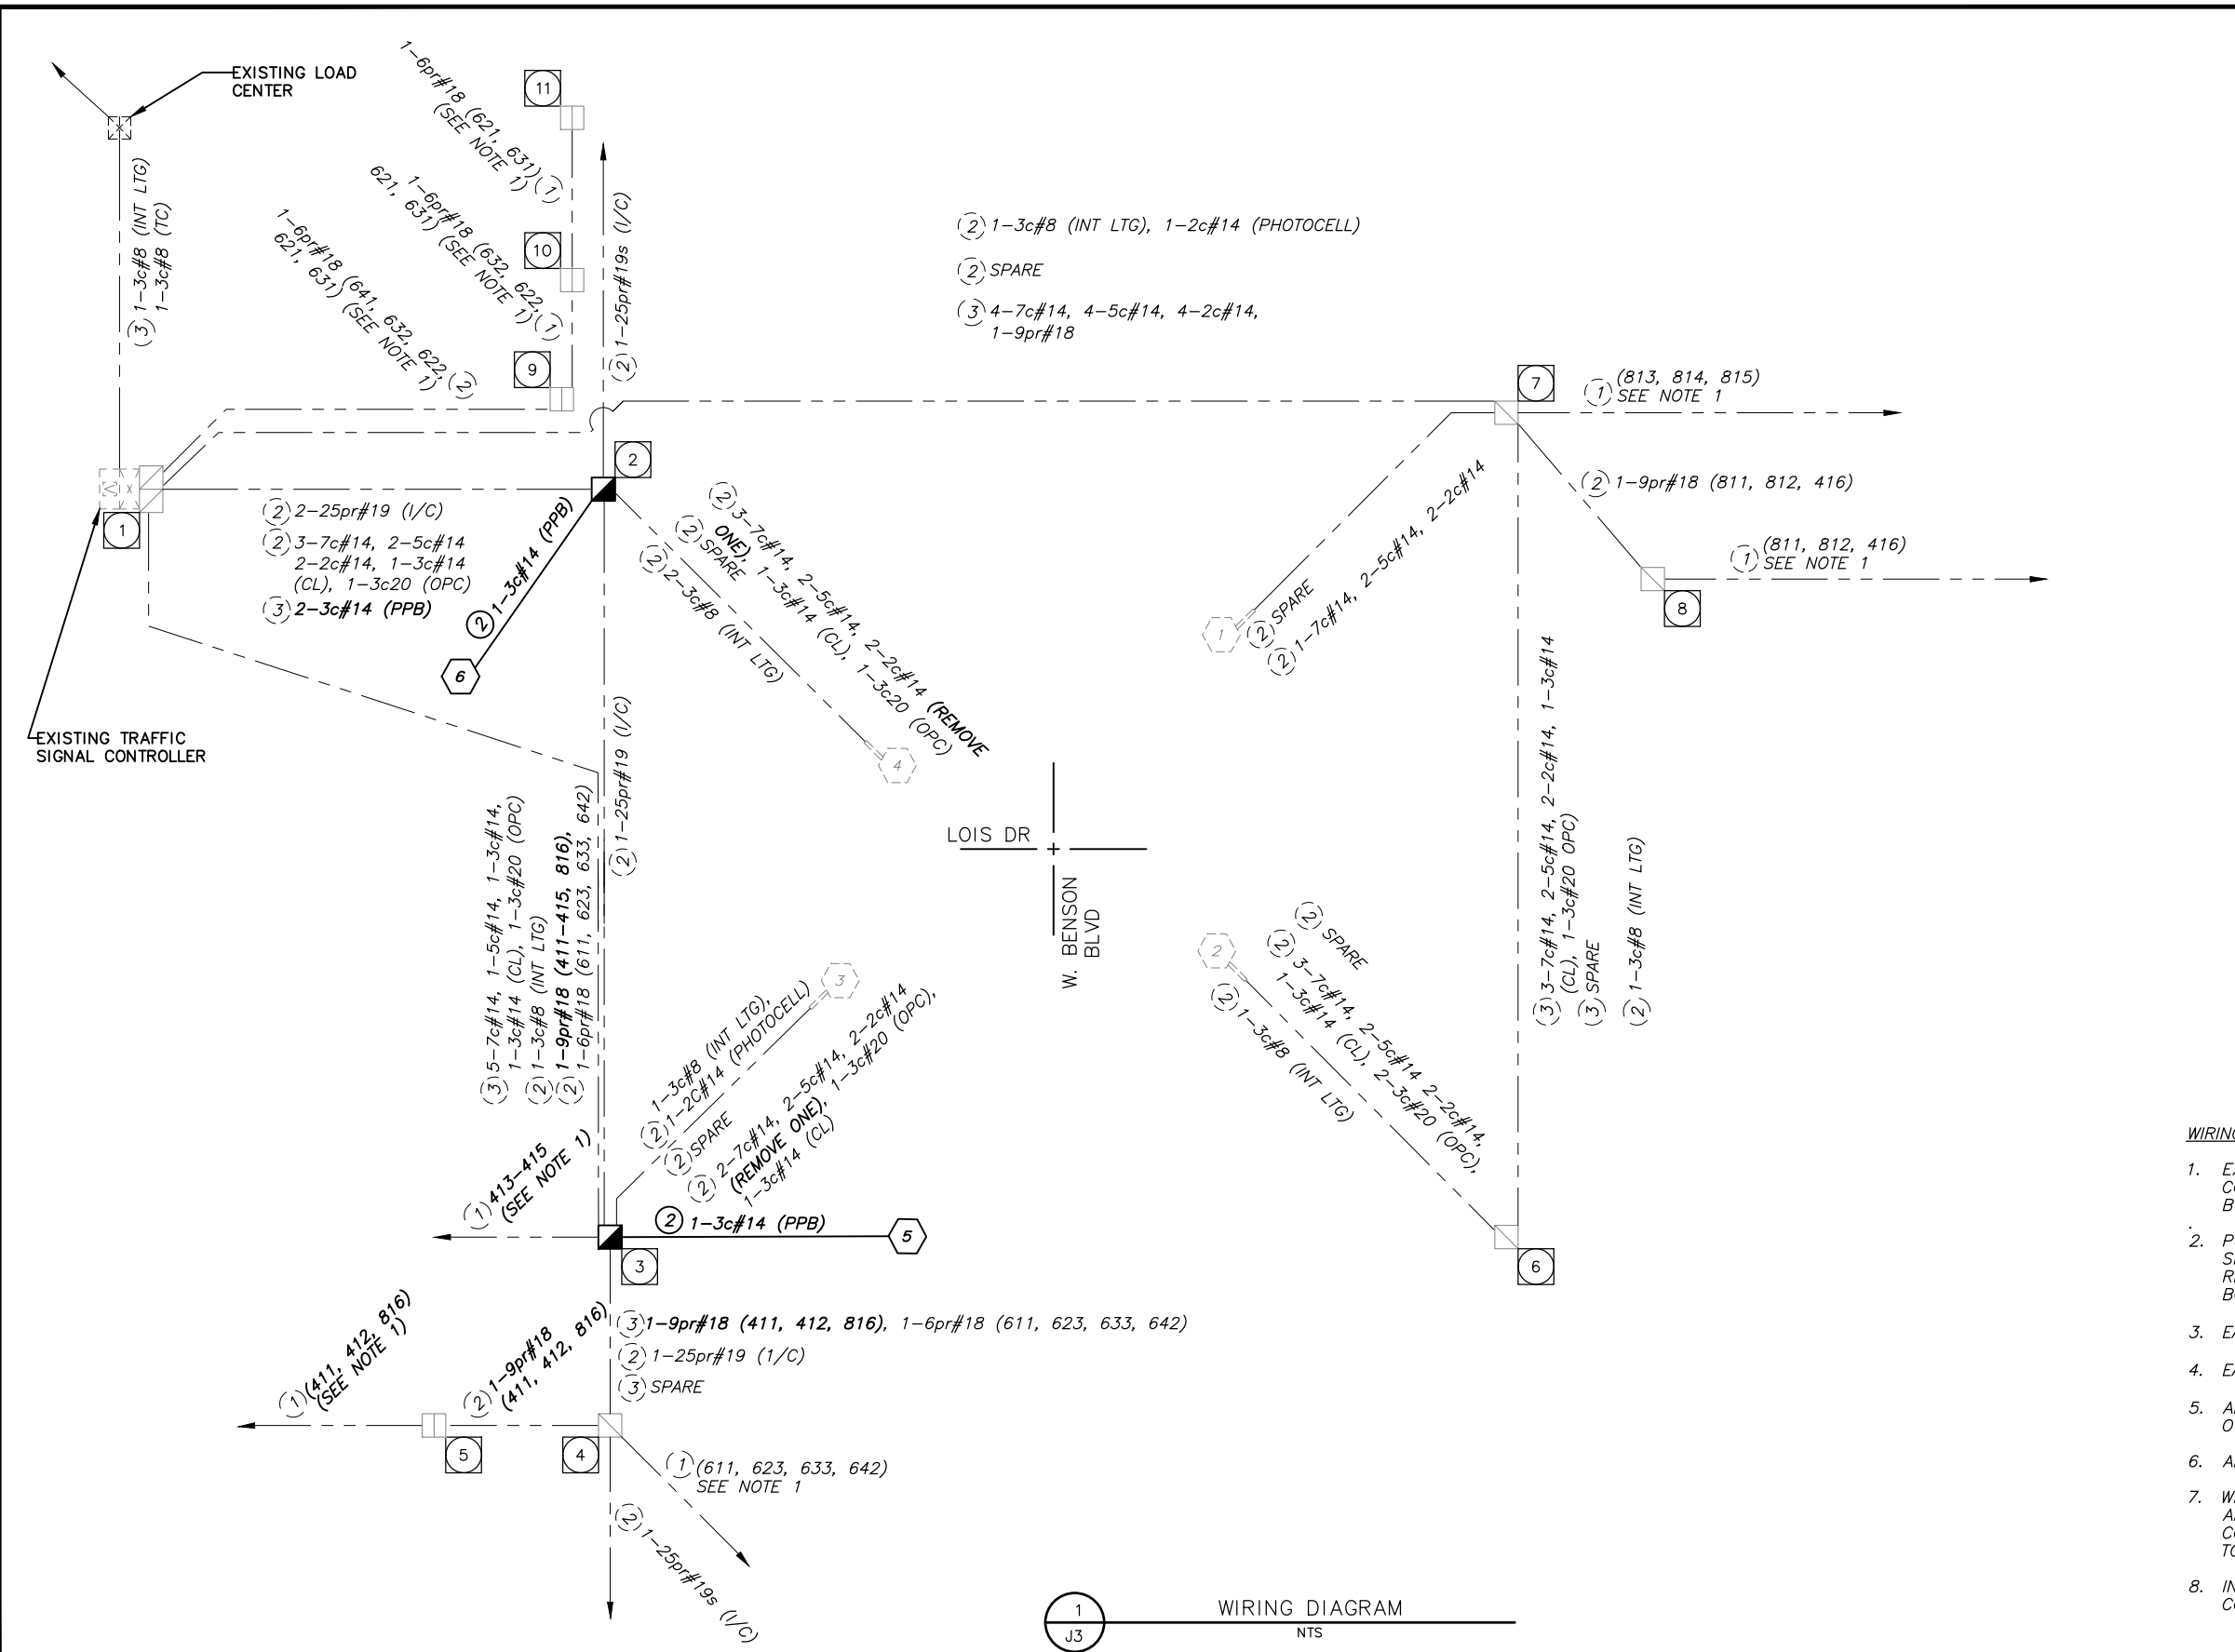 EXISTING LOAD
CENTER
(3) 1-3c#8 (INT LTG)
1-3c#8 (TC)
1-6pr#18 (621, 631) (1)
(SEE NOTE 1)
11
1-6pr#18 (632, 622,
621, 631) (SEE NOTE 1) (1)
10
1-6pr#18 (641, 632, 622, (2)
621, 631) (SEE NOTE 1)
9
(2) 1-25pr#19s (I/C)
(2) 1-3c#8 (INT LTG), 1-2c#14 (PHOTOCELL)
(2) SPARE
(3) 4-7c#14, 4-5c#14, 4-2c#14,
1-9pr#18
7
(1) (813, 814, 815)
SEE NOTE 1
2
1
(2) 2-25pr#19 (I/C)
(2) 3-7c#14, 2-5c#14
2-2c#14, 1-3c#14
(CL), 1-3c20 (OPC)
(3) 2-3c#14 (PPB)
(2) 1-3c#14 (PPB)
6
(2) 3-7c#14, 2-5c#14, 2-2c#14 (REMOVE
ONE), 1-3c#14 (CL), 1-3c20 (OPC)
(2) SPARE
(2) 2-3c#8 (INT LTG)
4
1
(2) SPARE
(2) 1-7c#14, 2-5c#14, 2-2c#14
(2) 1-9pr#18 (811, 812, 416)
(1) (811, 812, 416)
SEE NOTE 1
8
EXISTING TRAFFIC
SIGNAL CONTROLLER
(3) 5-7c#14, 1-5c#14, 1-3c#14,
1-3c#14 (CL), 1-3c#20 (OPC)
(2) 1-3c#8 (INT LTG)
(2) 1-9pr#18 (411-415, 816),
1-6pr#18 (611, 623, 633, 642)
(2) 1-25pr#19 (I/C)
LOIS DR
W. BENSON
BLVD
(3) 3-7c#14, 2-5c#14, 2-2c#14, 1-3c#14
(CL), 1-3c#20 OPC)
(3) SPARE
(2) 1-3c#8 (INT LTG)
3
1-3c#8 (INT LTG),
(2) 1-2C#14 (PHOTOCELL)
(2) SPARE
(2) 2-7c#14, 2-5c#14, 2-2c#14
(REMOVE ONE), 1-3c#20 (OPC),
1-3c#14 (CL)
2
(2) SPARE
(2) 3-7c#14, 2-5c#14 2-2c#14,
1-3c#14 (CL), 2-3c#20 (OPC),
(2) 1-3c#8 (INT LTG)
(1) 413-415
(SEE NOTE 1)
(2) 1-3c#14 (PPB)
5
3
6
(1) (411, 412, 816)
(SEE NOTE 1)
(2) 1-9pr#18
(411, 412, 816)
(3) 1-9pr#18 (411, 412, 816), 1-6pr#18 (611, 623, 633, 642)
(2) 1-25pr#19 (1/C)
(3) SPARE
5
4
(1) (611, 623, 633, 642)
SEE NOTE 1
(2) 1-25pr#19s (I/C)
1
J3
WIRING DIAGRAM
NTS
1.
2.
3.
4.
5.
6.
7.
8.